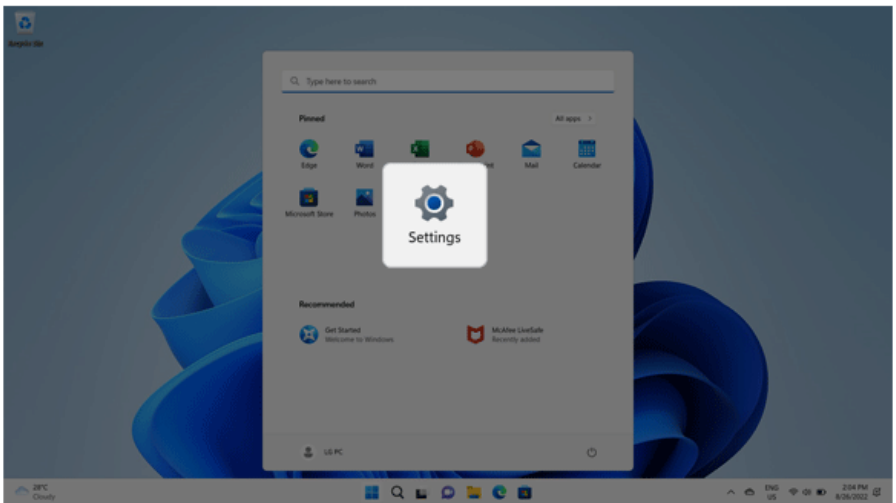 Recycle Bin
Type here to search
Pinned
All apps >
Edge
Word
Mail
Calendar
Microsoft Store
Photos
Settings
Recommended
Get Started
Welcome to Windows
McAfee LiveSafe
Recently added
LG PC
28°C
Cloudy
ENG
US
2:04 PM
8/26/2022